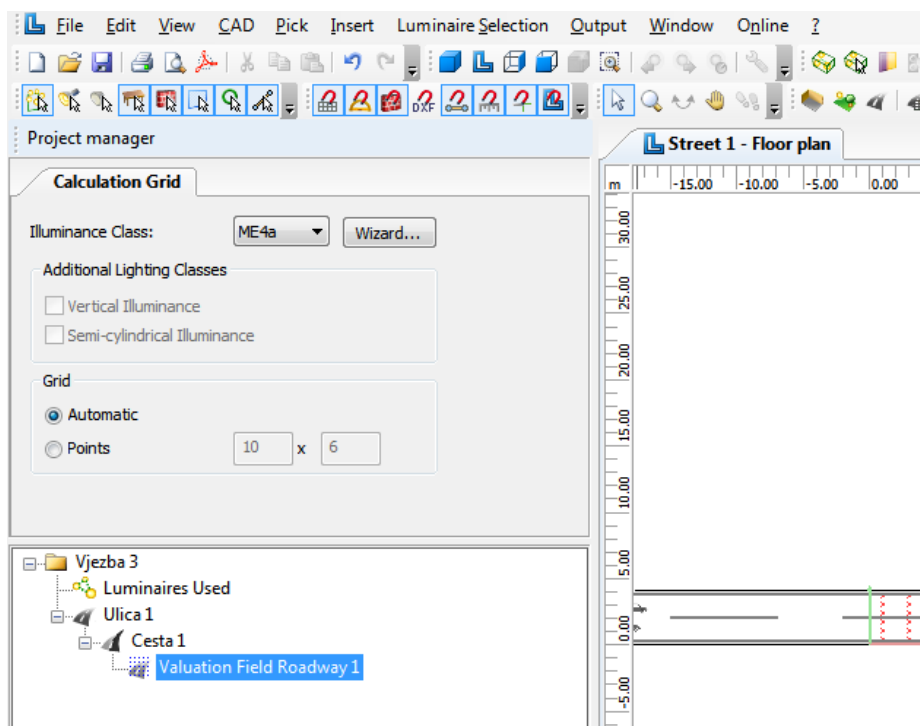 File Edit View CAD Pick Insert Luminaire Selection Output Window Online ?
DXF
Project manager
Street 1 - Floor plan
Calculation Grid
m -15.00 -10.00 -5.00 0.00
Illuminance Class: ME4a Wizard...
Additional Lighting Classes
Vertical Illuminance
Semi-cylindrical Illuminance
Grid
Automatic
Points 10 x 6
30.00
25.00
20.00
15.00
10.00
5.00
0.00
-5.00
Vjezba 3
Luminaires Used
Ulica 1
Cesta 1
Valuation Field Roadway 1